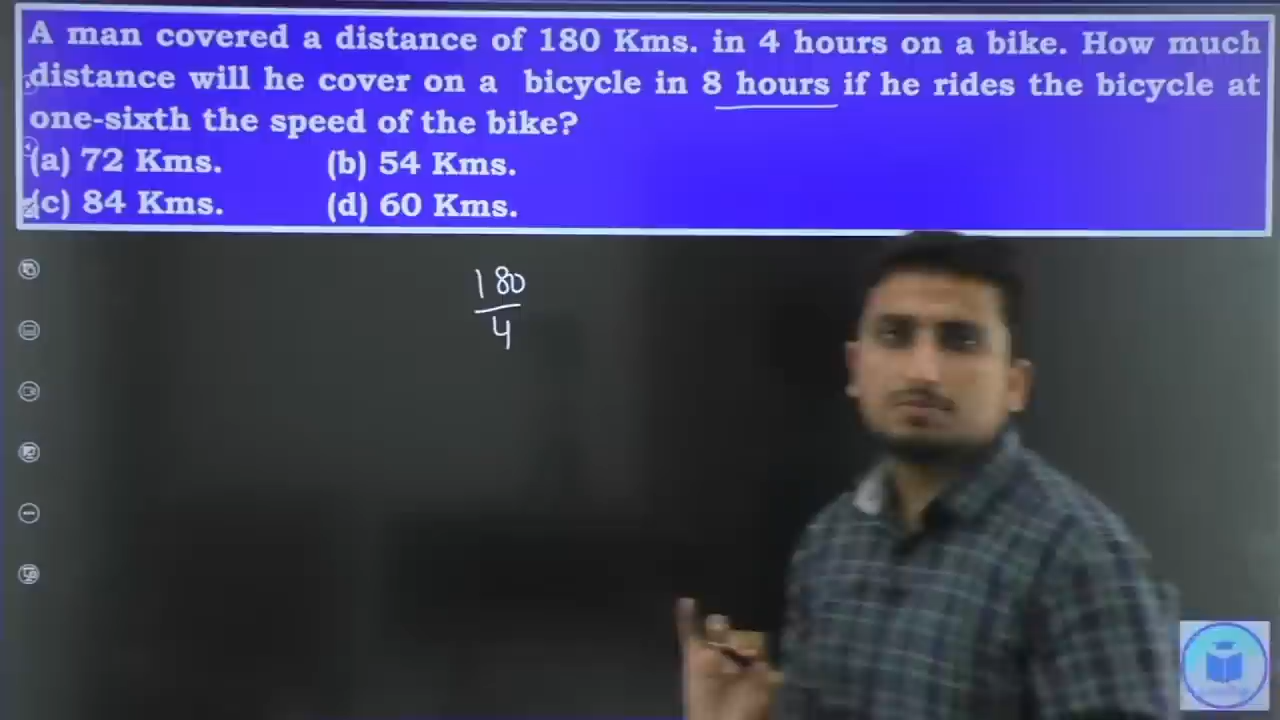 A man covered a distance of 180 Kms. in 4 hours on a bike. How much
distance will he cover on a bicycle in 8 hours if he rides the bicycle at
one-sixth the speed of the bike?
(a) 72 Kms. (b) 54 Kms.
(c) 84 Kms. (d) 60 Kms.
180
4